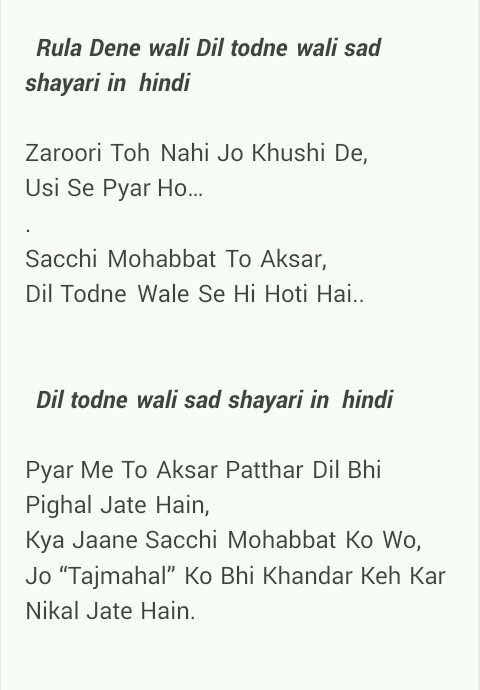 Rula Dene wali Dil todne wali sad
shayari in hindi
Zaroori Toh Nahi Jo Khushi De,
Usi Se Pyar Ho...
.
Sacchi Mohabbat To Aksar,
Dil Todne Wale Se Hi Hoti Hai..
Dil todne wali sad shayari in hindi
Pyar Me To Aksar Patthar Dil Bhi
Pighal Jate Hain,
Kya Jaane Sacchi Mohabbat Ko Wo,
Jo “Tajmahal” Ko Bhi Khandar Keh Kar
Nikal Jate Hain.